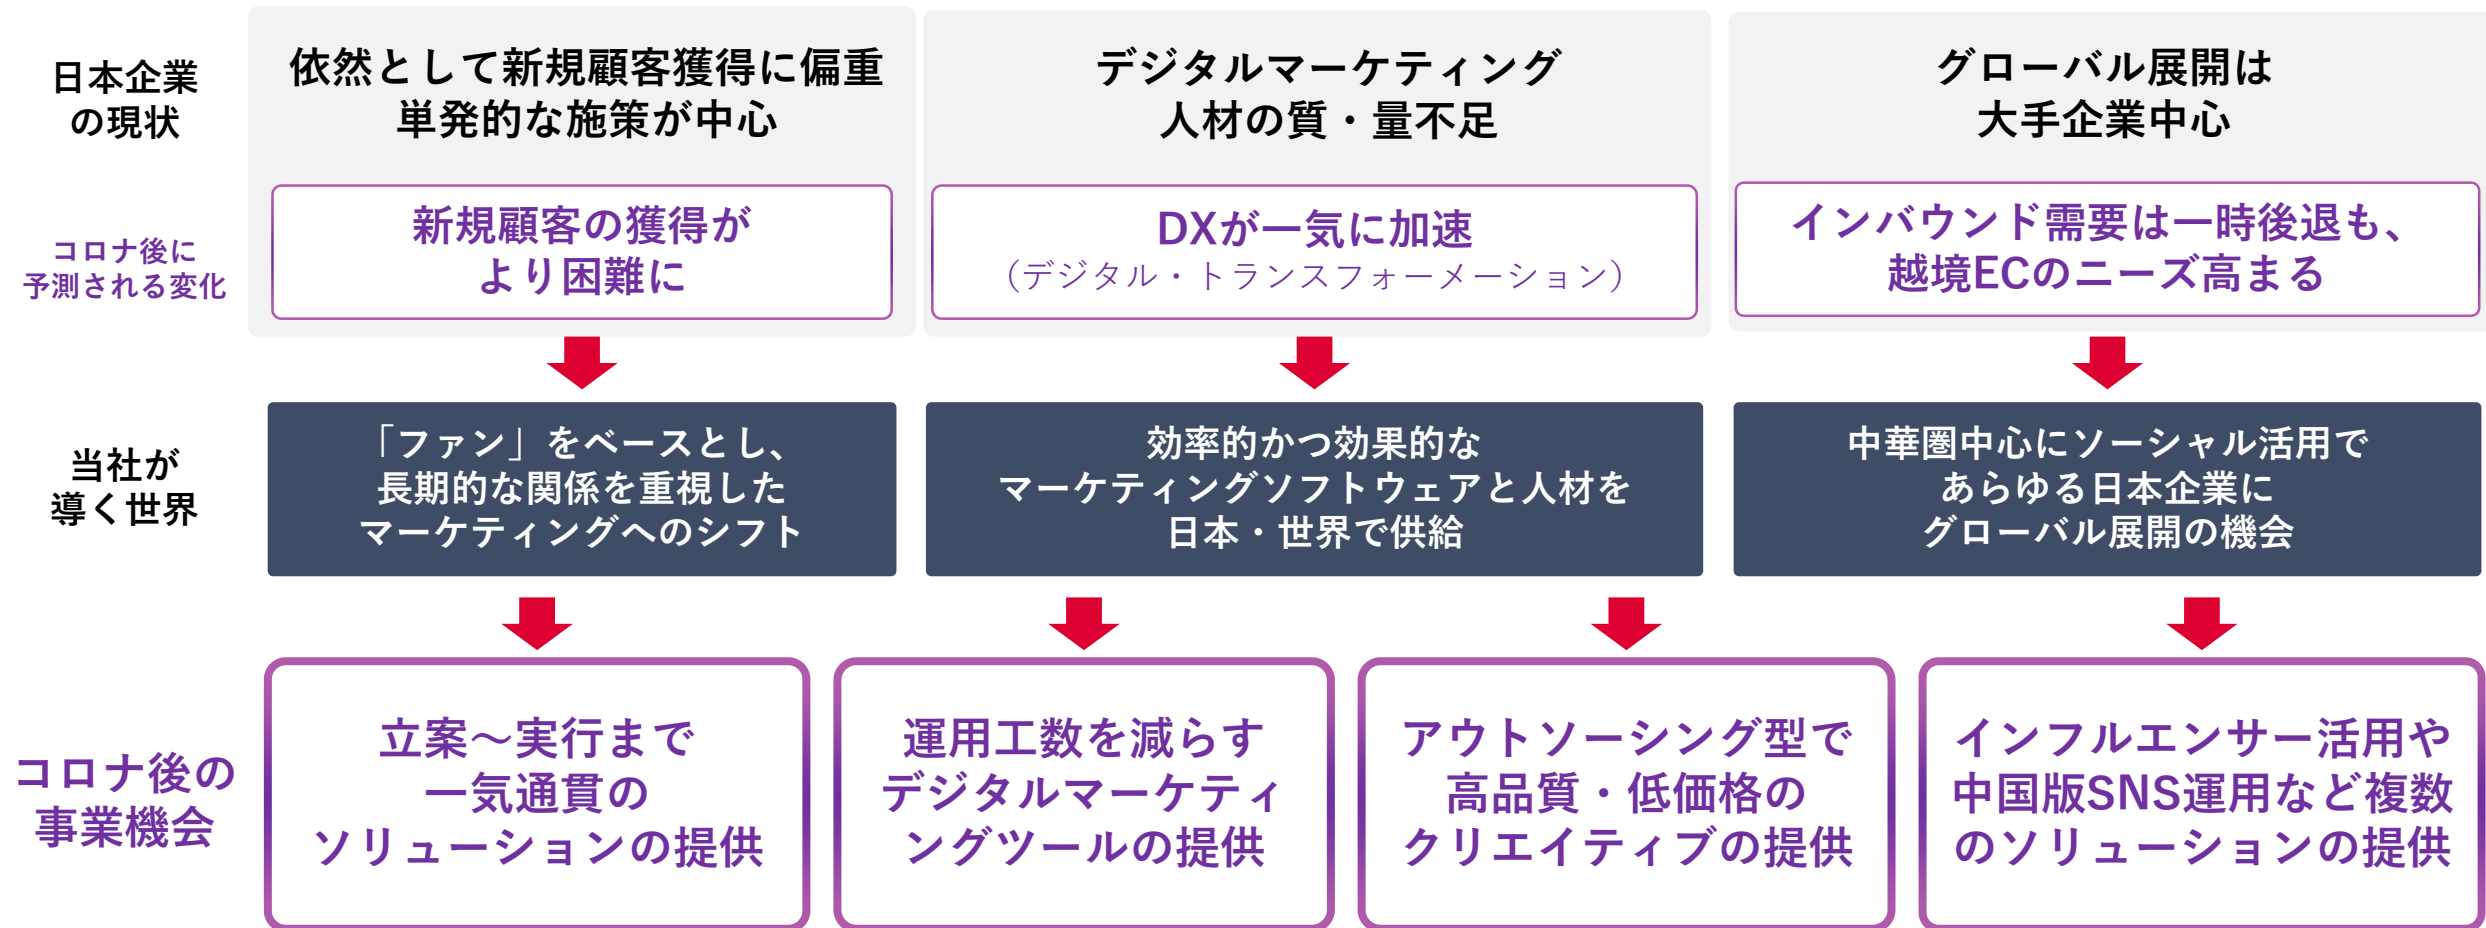 日本企業
の現状
依然として新規顧客獲得に偏重
単発的な施策が中心
デジタルマーケティング
人材の質・量不足
グローバル展開は
大手企業中心
コロナ後に
予測される変化
新規顧客の獲得が
より困難に
DXが一気に加速
（デジタル・トランスフォーメーション）
インバウンド需要は一時後退も、
越境ECのニーズ高まる
当社が
導く世界
「ファン」をベースとし、
長期的な関係を重視した
マーケティングへのシフト
効率的かつ効果的な
マーケティングソフトウェアと人材を
日本・世界で供給
中華圏中心にソーシャル活用で
あらゆる日本企業に
グローバル展開の機会
コロナ後の
事業機会
立案〜実行まで
一気通貫の
ソリューションの提供
運用工数を減らす
デジタルマーケティ
ングツールの提供
アウトソーシング型で
高品質・低価格の
クリエイティブの提供
インフルエンサー活用や
中国版SNS運用など複数
のソリューションの提供